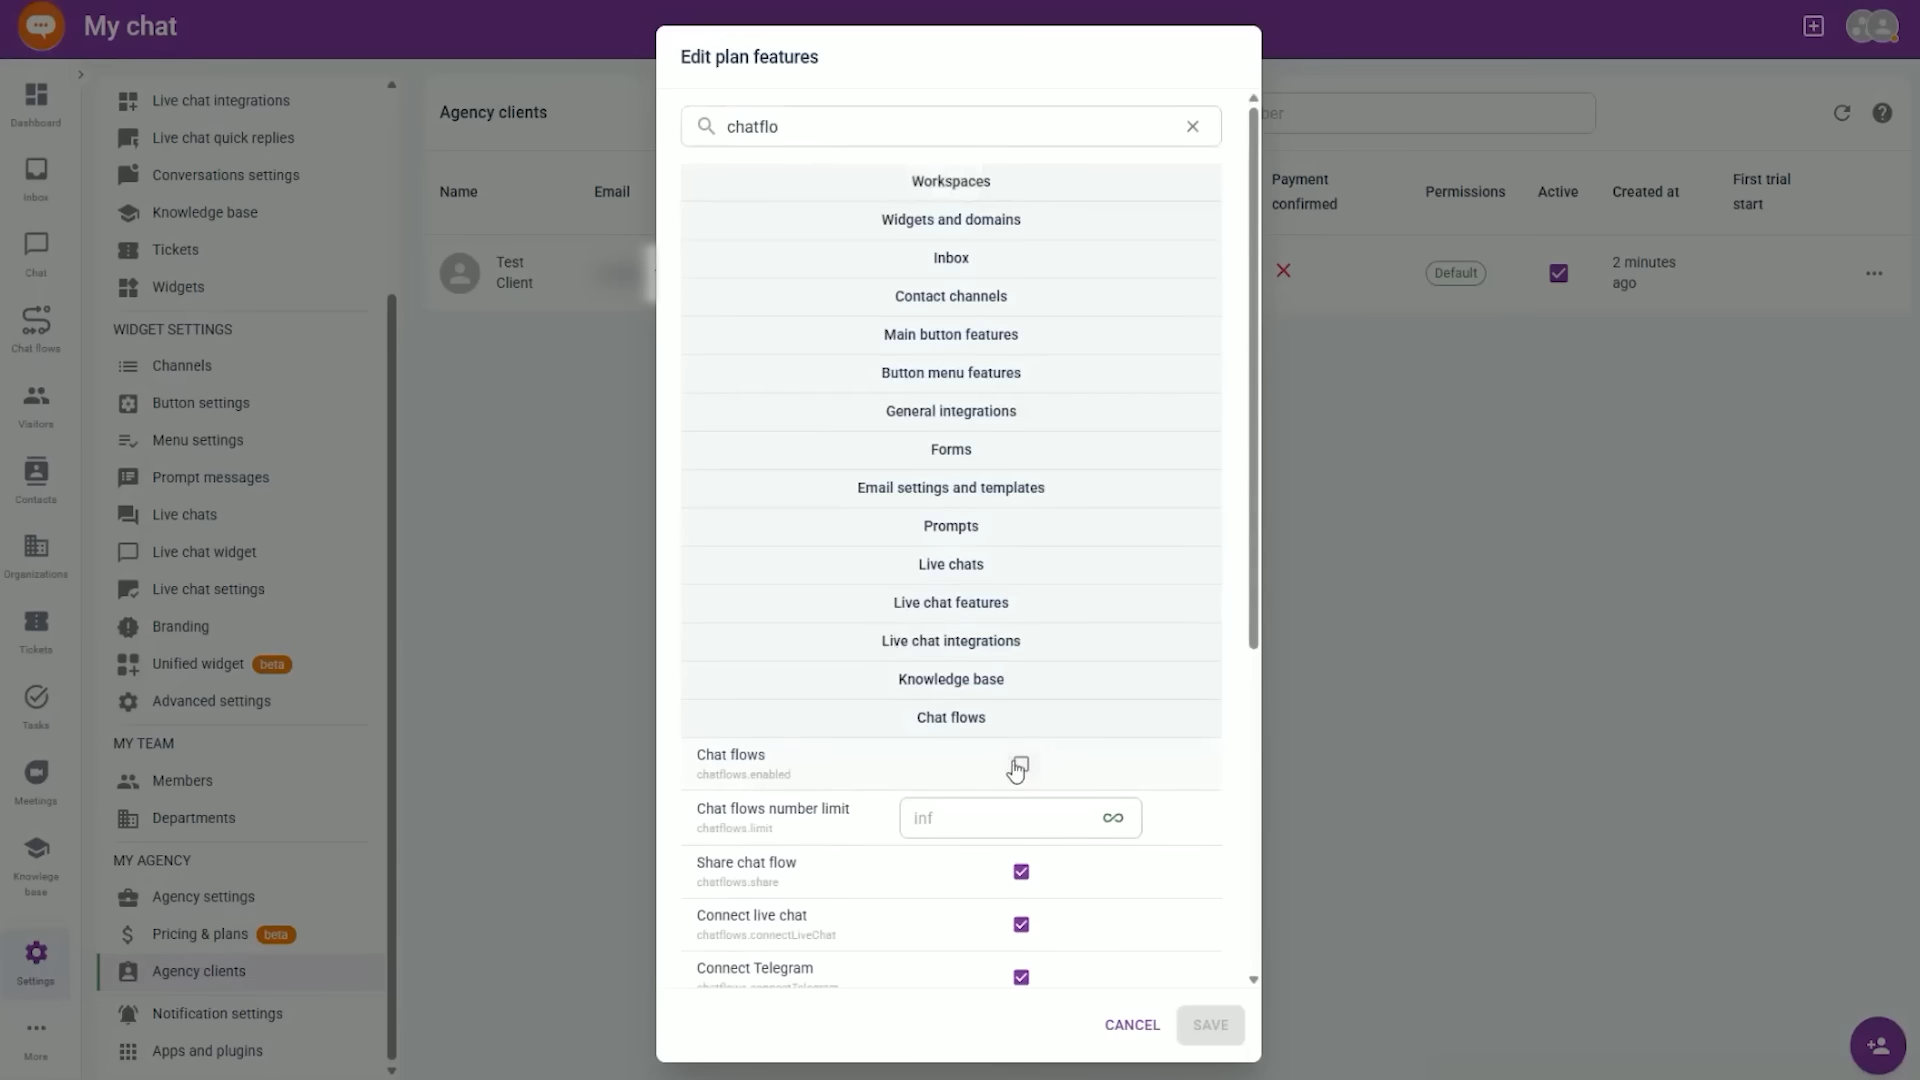 My chat
Dashboard
Inbox
Chat
Chat flows
Visitors
Contacts
Organizations
Tickets
Tasks
Meetings
Knowlege
base
Settings
More
Live chat integrations
Live chat quick replies
Conversations settings
Knowledge base
Tickets
Widgets
WIDGET SETTINGS
Channels
Button settings
Menu settings
Prompt messages
Live chats
Live chat widget
Live chat settings
Branding
Unified widget beta
Advanced settings
MY TEAM
Members
Departments
MY AGENCY
Agency settings
Pricing & plans beta
Agency clients
Notification settings
Apps and plugins
Agency clients
Name Email
Test
Client
Edit plan features
chatflo
Workspaces
Widgets and domains
Inbox
Contact channels
Main button features
Button menu features
General integrations
Forms
Email settings and templates
Prompts
Live chats
Live chat features
Live chat integrations
Knowledge base
Chat flows
Chat flows
chatflows.enabled
Chat flows number limit
chatflows.limit
inf
Share chat flow
chatflows.share
Connect live chat
chatflows.connectLiveChat
Connect Telegram
chatflows.connectTelegram
CANCEL SAVE
ber
Payment
confirmed
Permissions
Active
Created at
First trial
start
Default
2 minutes
ago